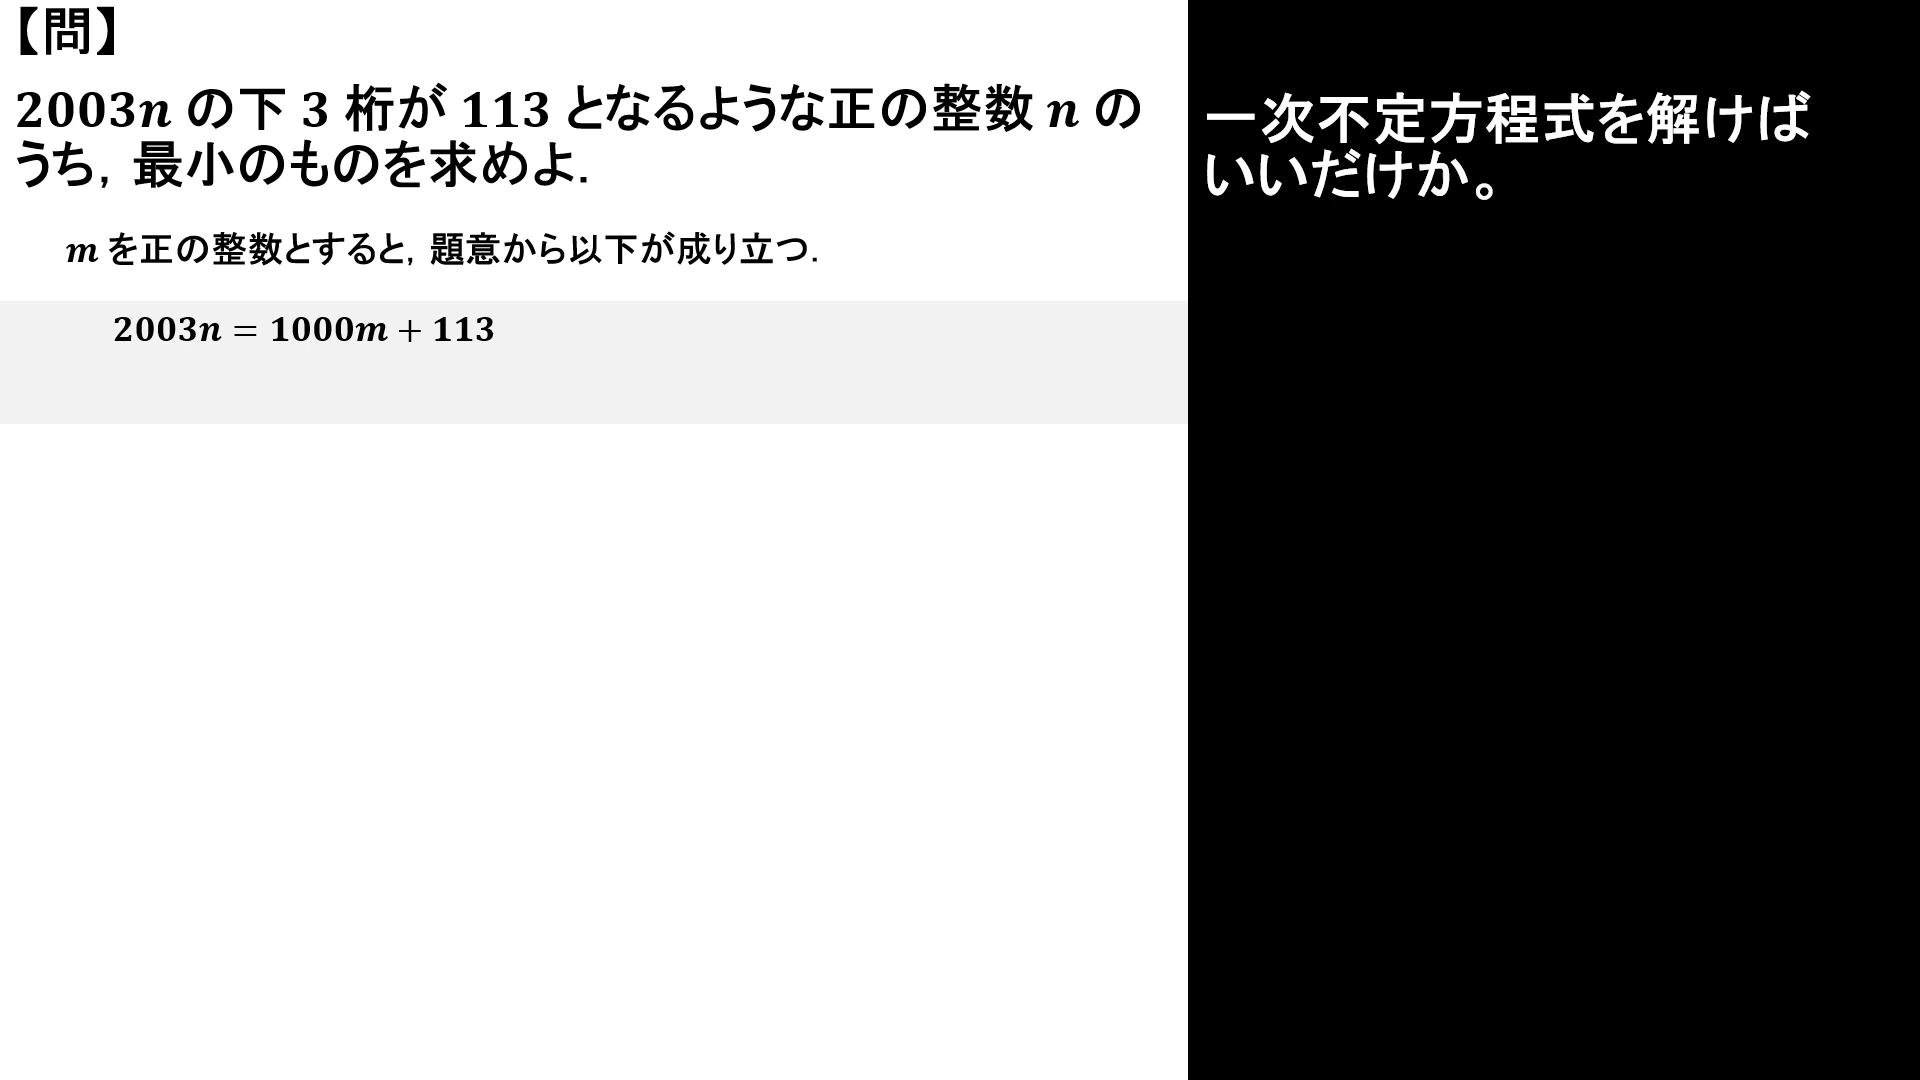 【問】
2003n の下 3 桁が 113 となるような正の整数 n の
うち，最小のものを求めよ．
m を正の整数とすると，題意から以下が成り立つ．
2003n = 1000m + 113
一次不定方程式を解けば
いいだけか。